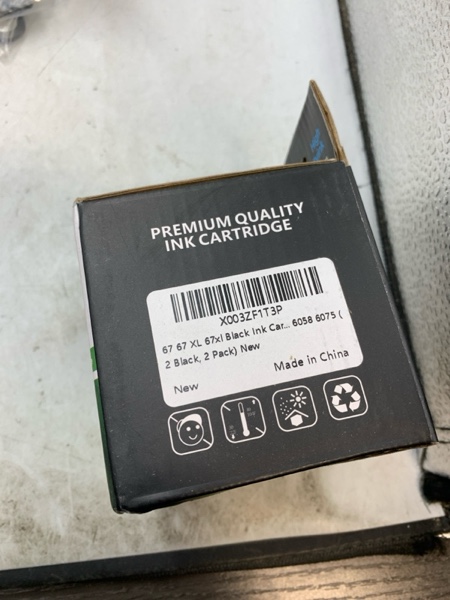 PREMIUM QUALITY
INK CARTRIDGE
X003ZF1T3P
67 67 XL 67xl Black Ink Car... 6058 6075 (
2 Black, 2 Pack) New
New
Made in China